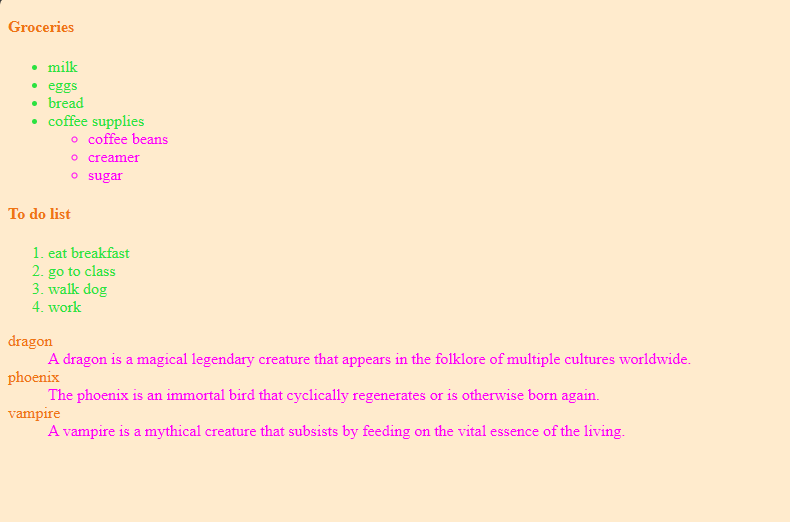 Groceries
milk
eggs
bread
coffee supplies
coffee beans
creamer
sugar
To do list
1. eat breakfast
2. go to class
3. walk dog
4. work
dragon
A dragon is a magical legendary creature that appears in the folklore of multiple cultures worldwide.
phoenix
The phoenix is an immortal bird that cyclically regenerates or is otherwise born again.
vampire
A vampire is a mythical creature that subsists by feeding on the vital essence of the living.